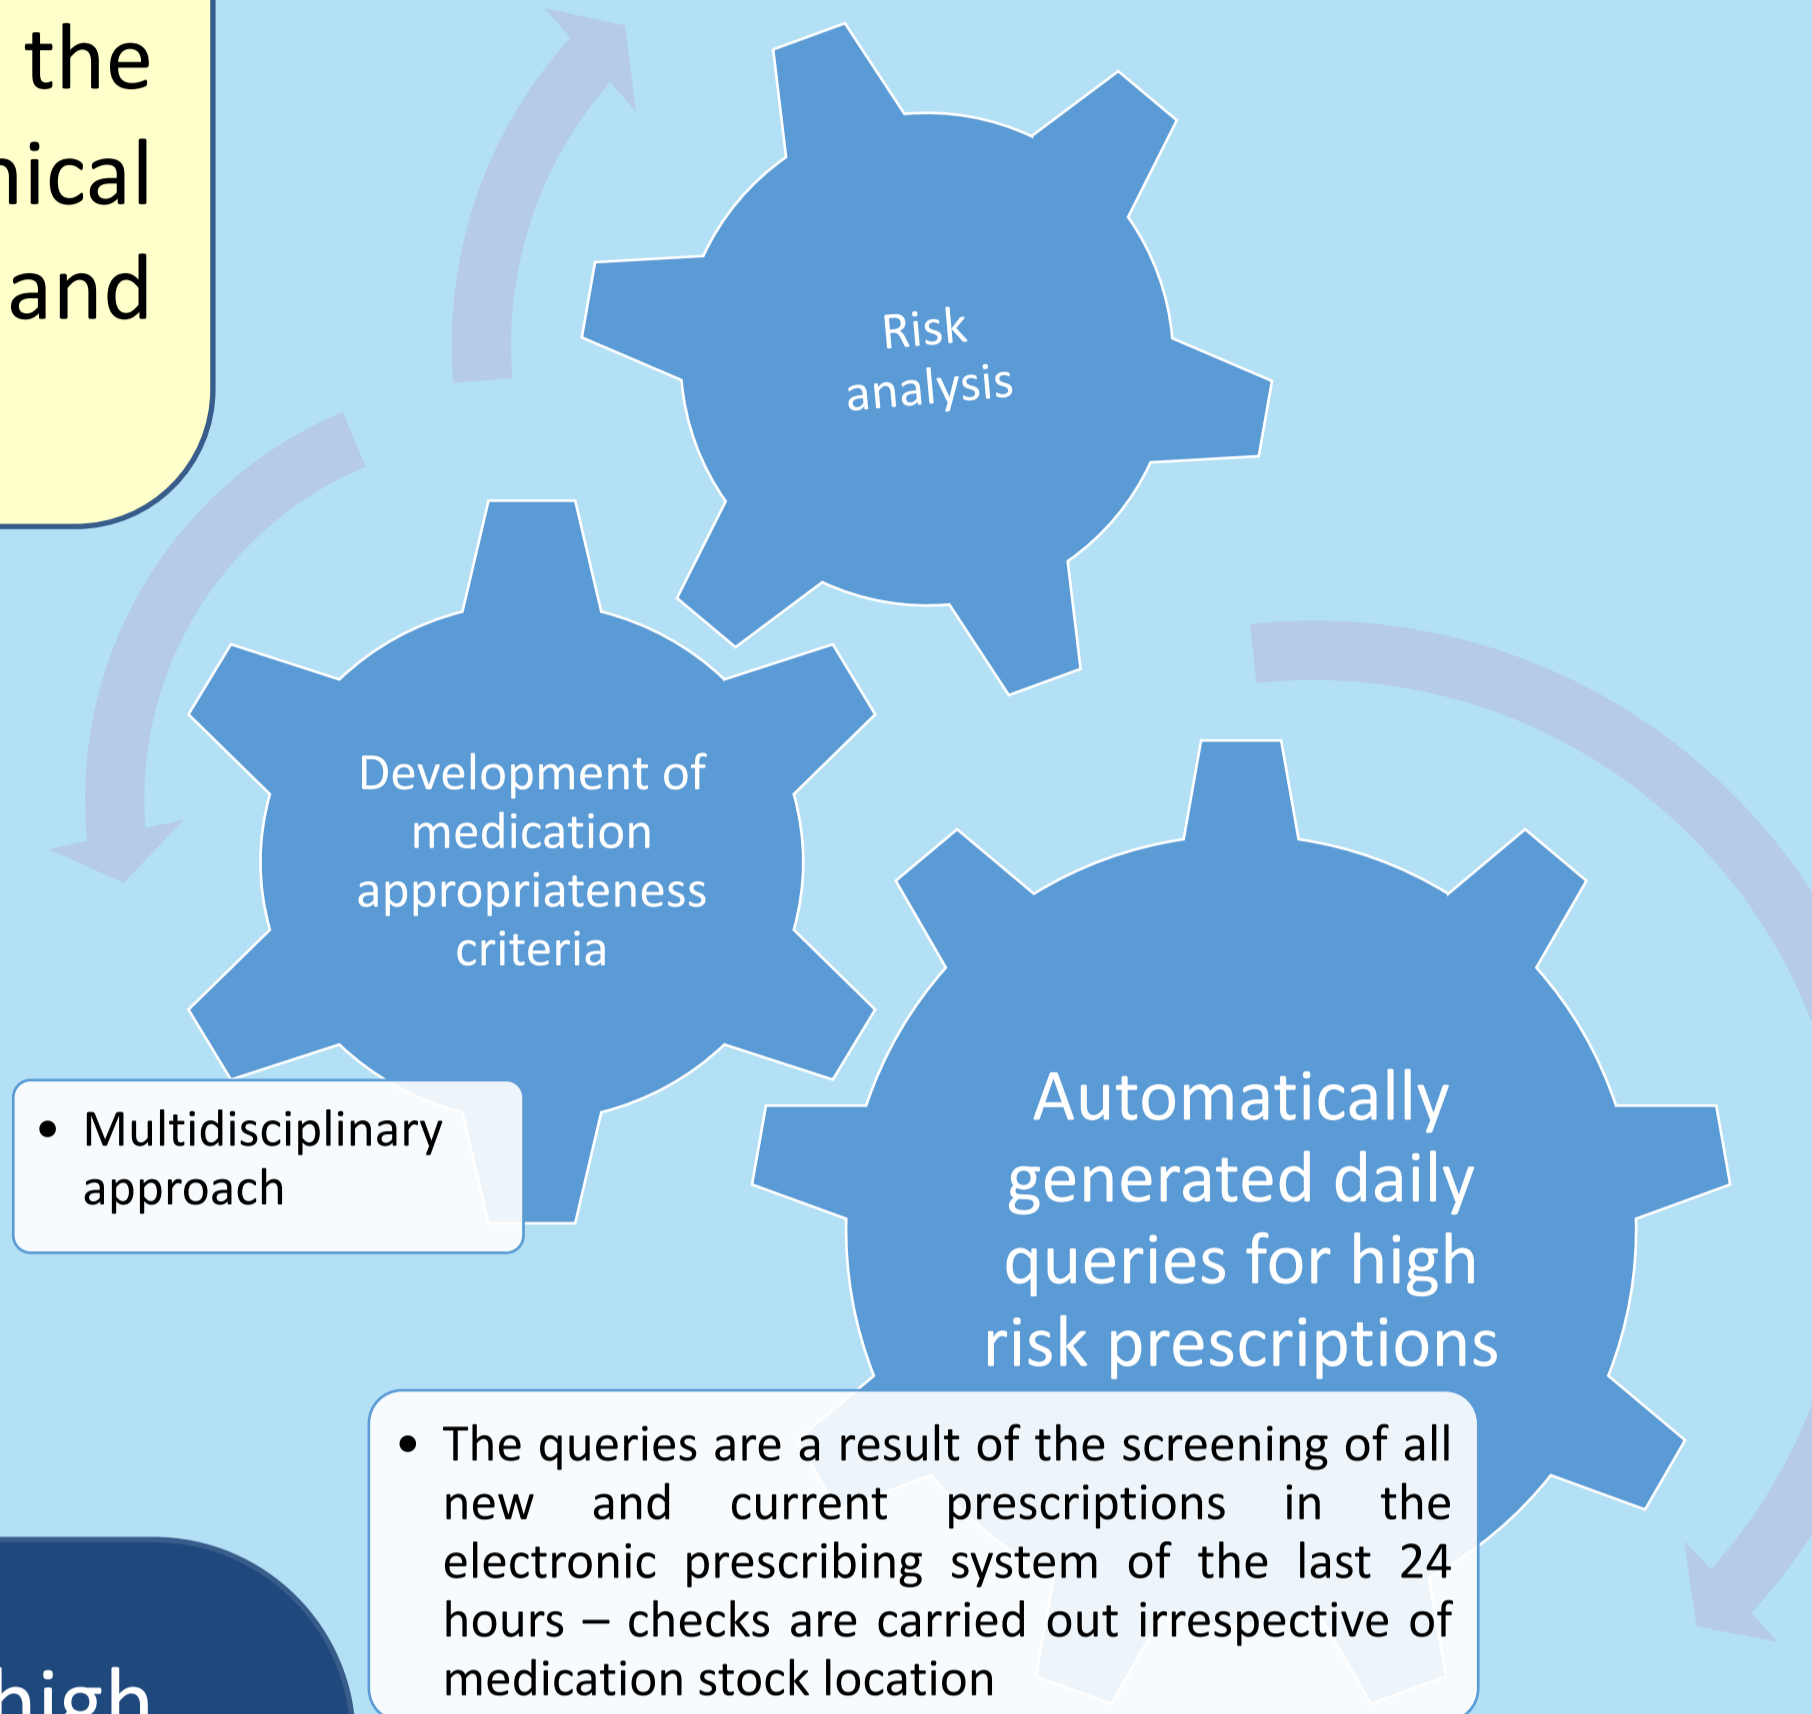 the
nical
and
Risk
analysis
Development of
medication
appropriateness
criteria
• Multidisciplinary
approach
Automatically
generated daily
queries for high
risk prescriptions
• The queries are a result of the screening of all
new and current prescriptions in the
electronic prescribing system of the last 24
hours – checks are carried out irrespective of
medication stock location
high